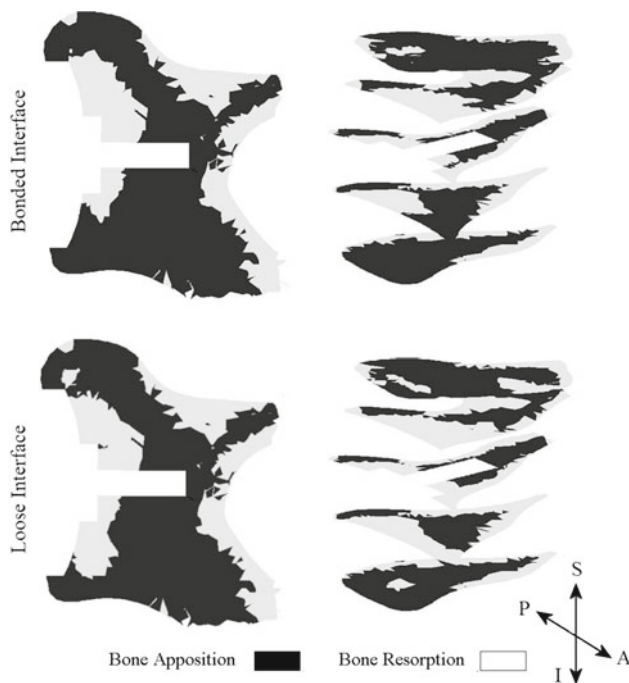 Bonded Interface
Loose Interface
S
P
A
I
Bone Apposition
Bone Resorption